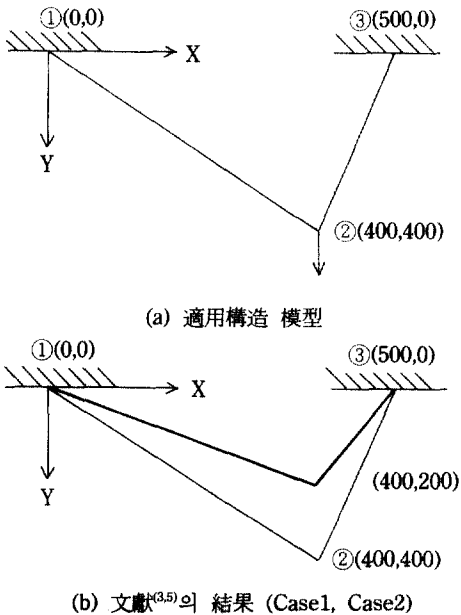 ①(0,0) ③(500,0)
X
Y
②(400,400)
(a) 適用構造 模型
①(0,0) ③(500,0)
X
Y
(400,200)
②(400,400)
(b) 文獻(3,5)의 結果 (Case1, Case2)